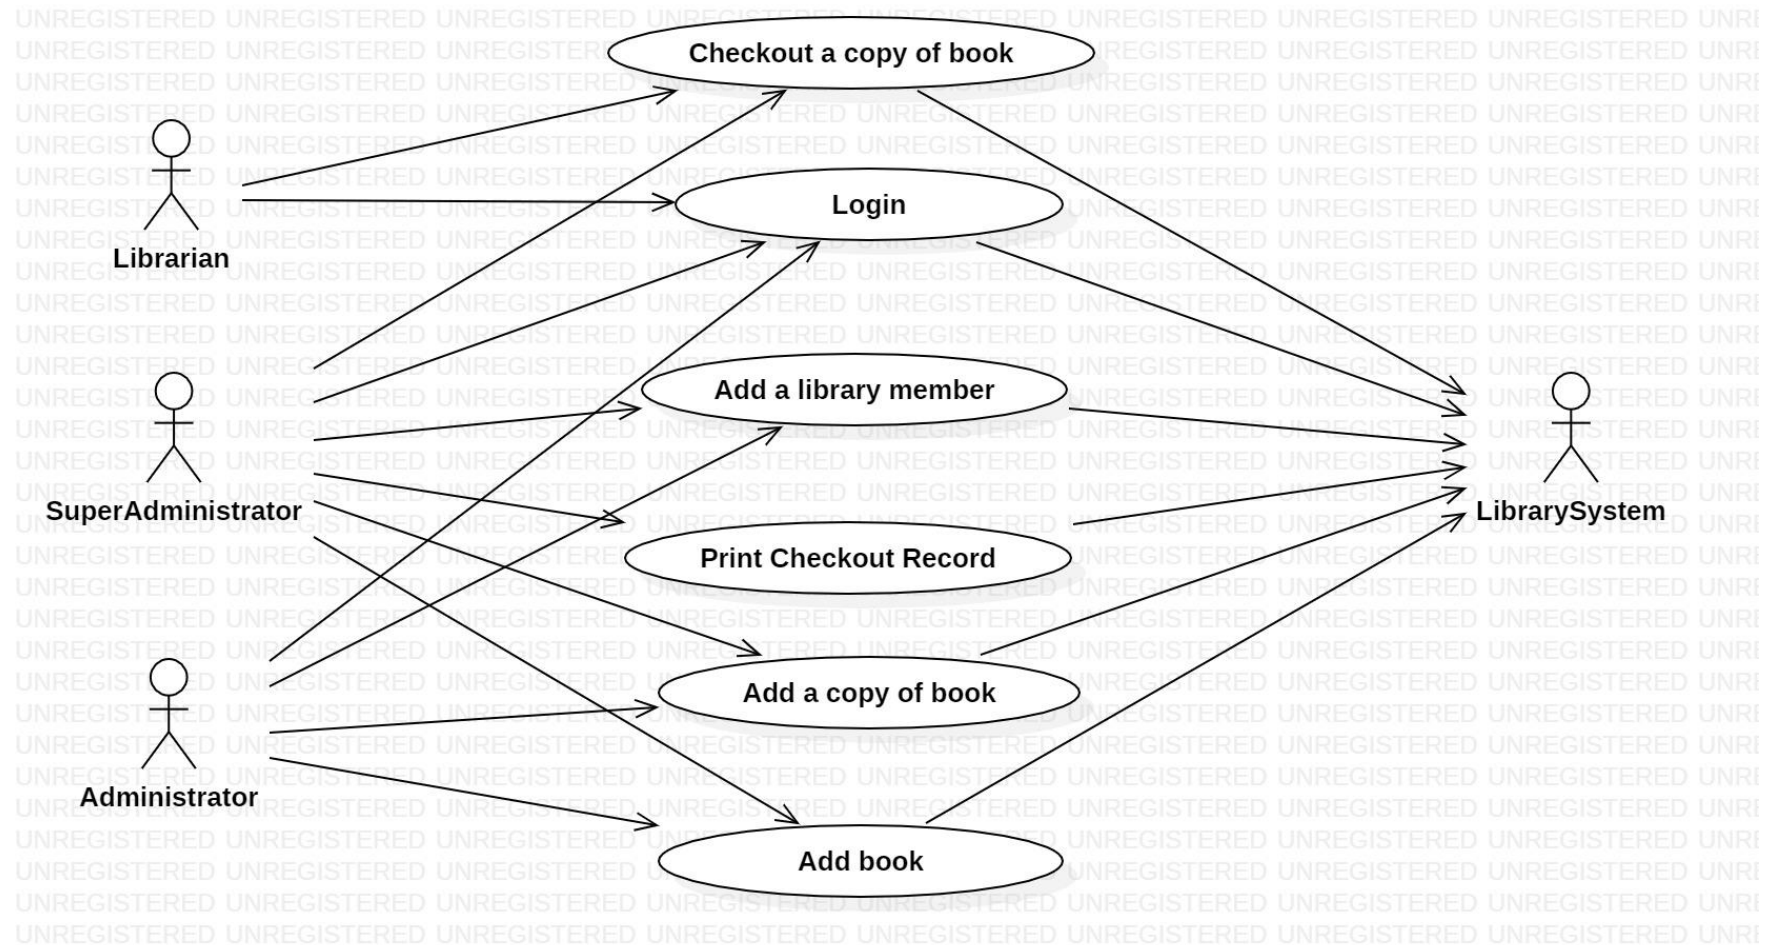 Checkout a copy of book
Login
Librarian
Add a library member
SuperAdministrator
LibrarySystem
Print Checkout Record
Add a copy of book
Administrator
Add book
UNREGISTERED